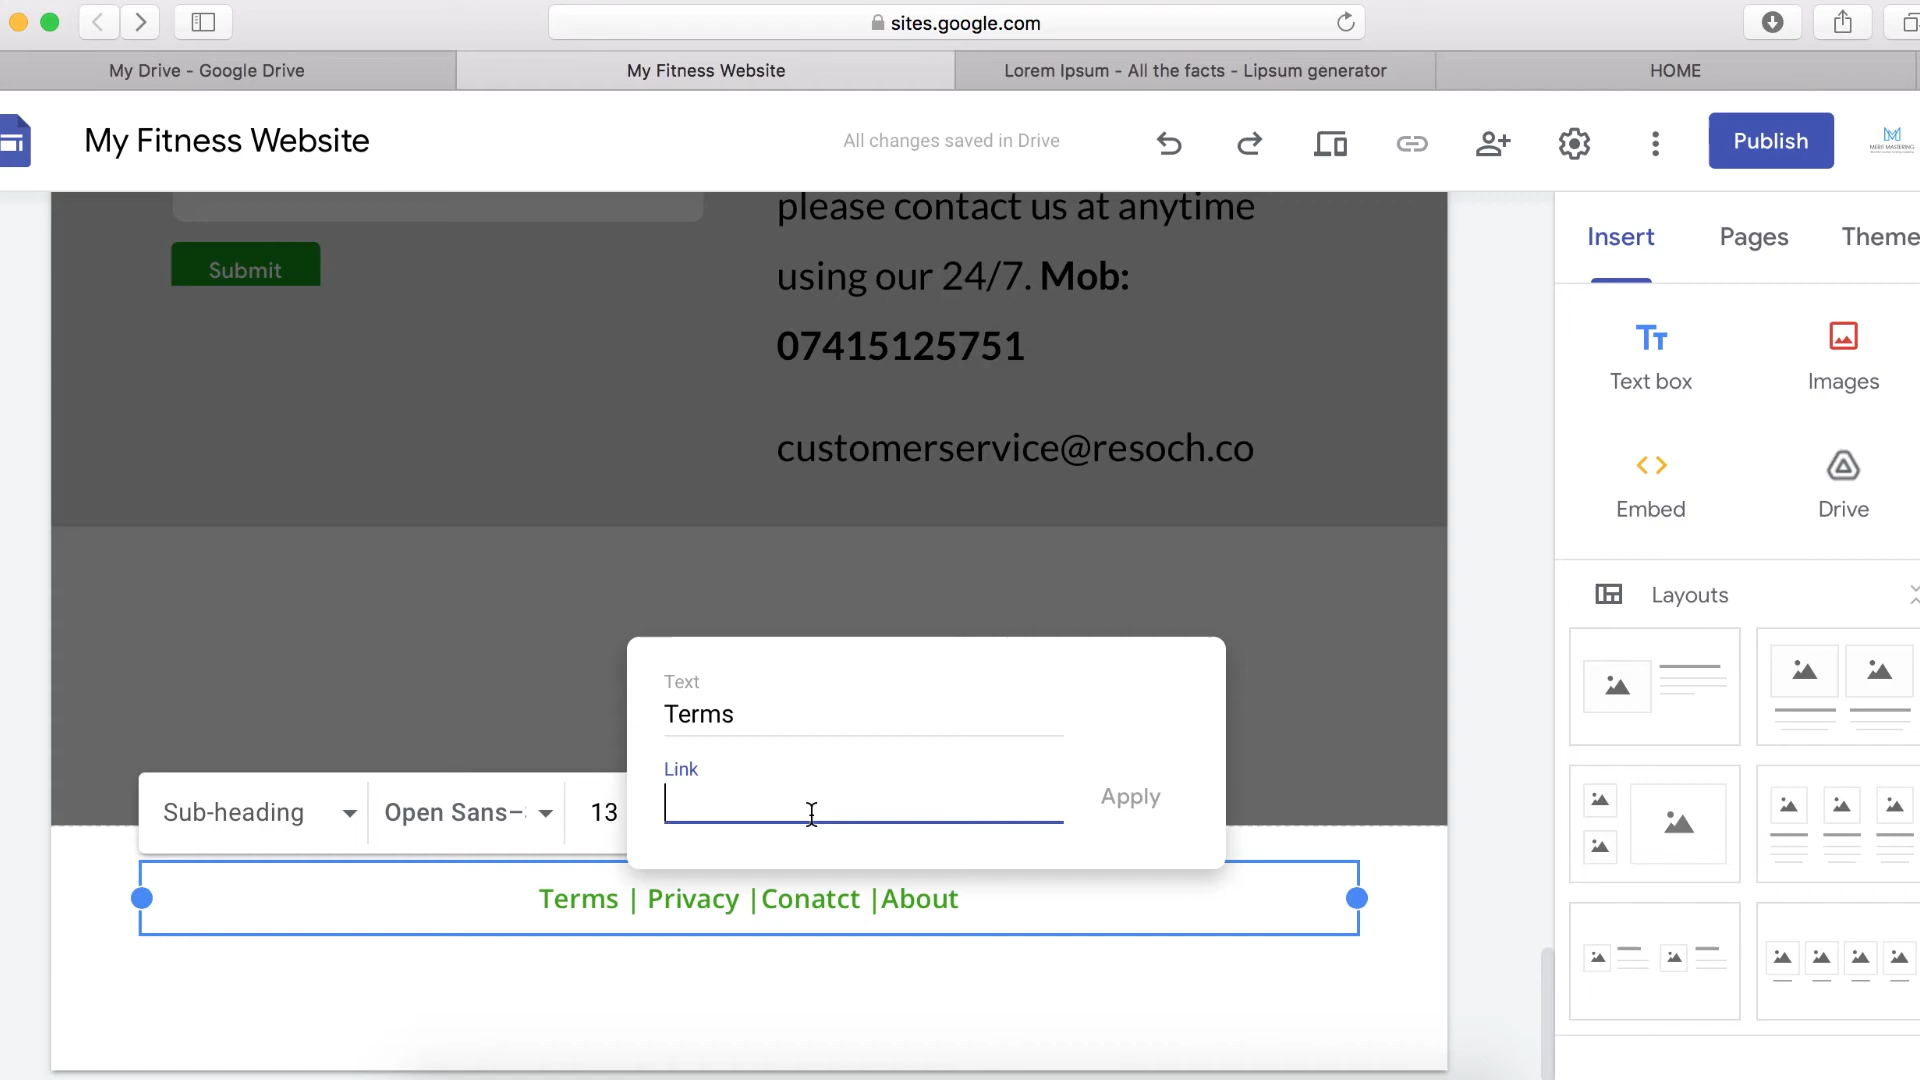 sites.google.com
My Drive - Google Drive
My Fitness Website
Lorem Ipsum - All the facts - Lipsum generator
HOME
My Fitness Website
All changes saved in Drive
Publish
MERIT MASTERING
please contact us at anytime
using our 24/7. Mob:
07415125751
customerservice@resoch.co
Submit
Insert
Pages
Theme
Text box
Images
Embed
Drive
Layouts
Text
Terms
Link
Apply
Sub-heading
Open Sans–
13
Terms | Privacy |Conatct |About